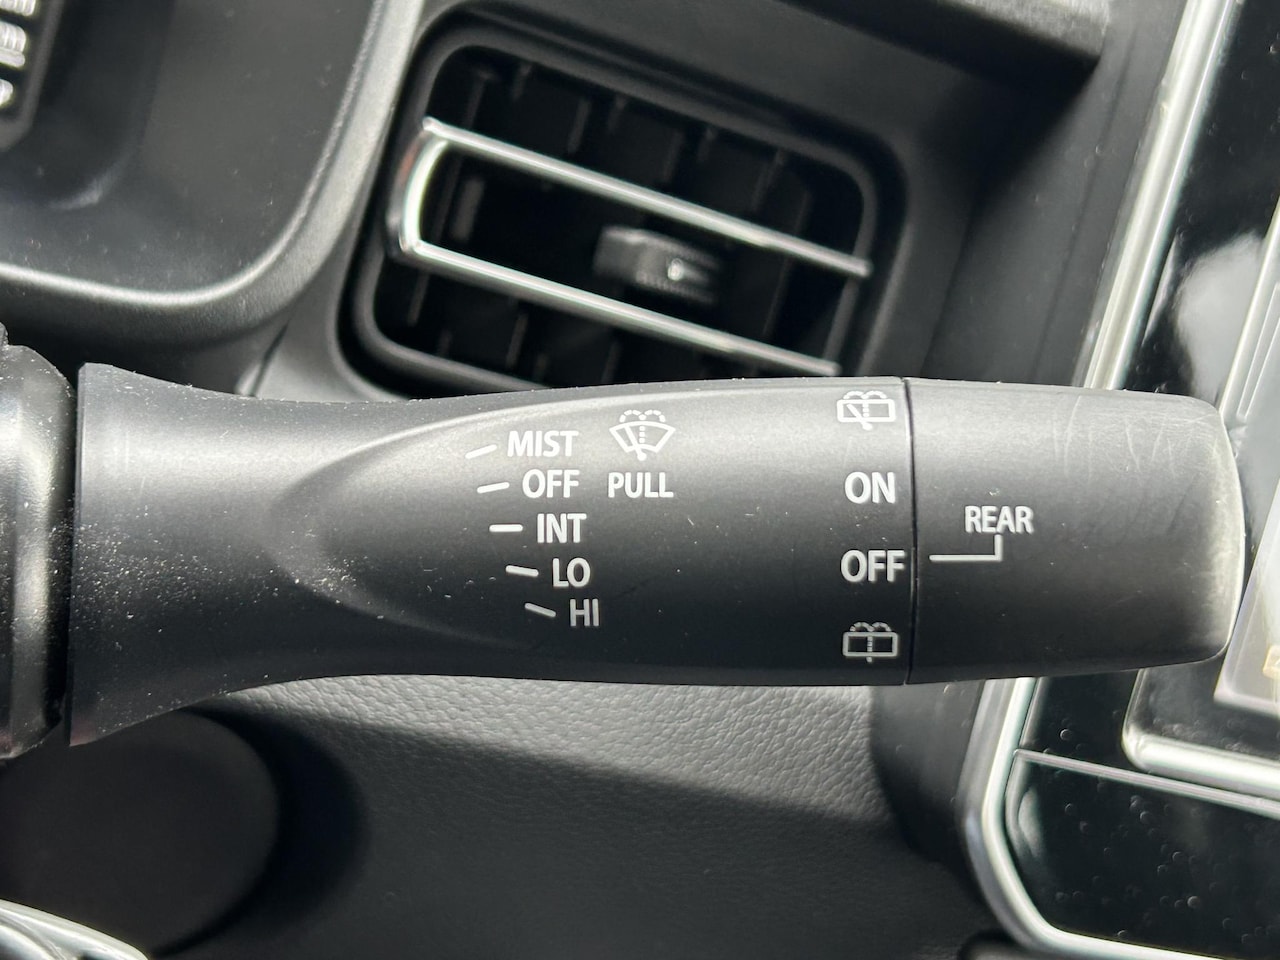 MIST
OFF PULL
INT
LO
HI
ON
OFF
REAR